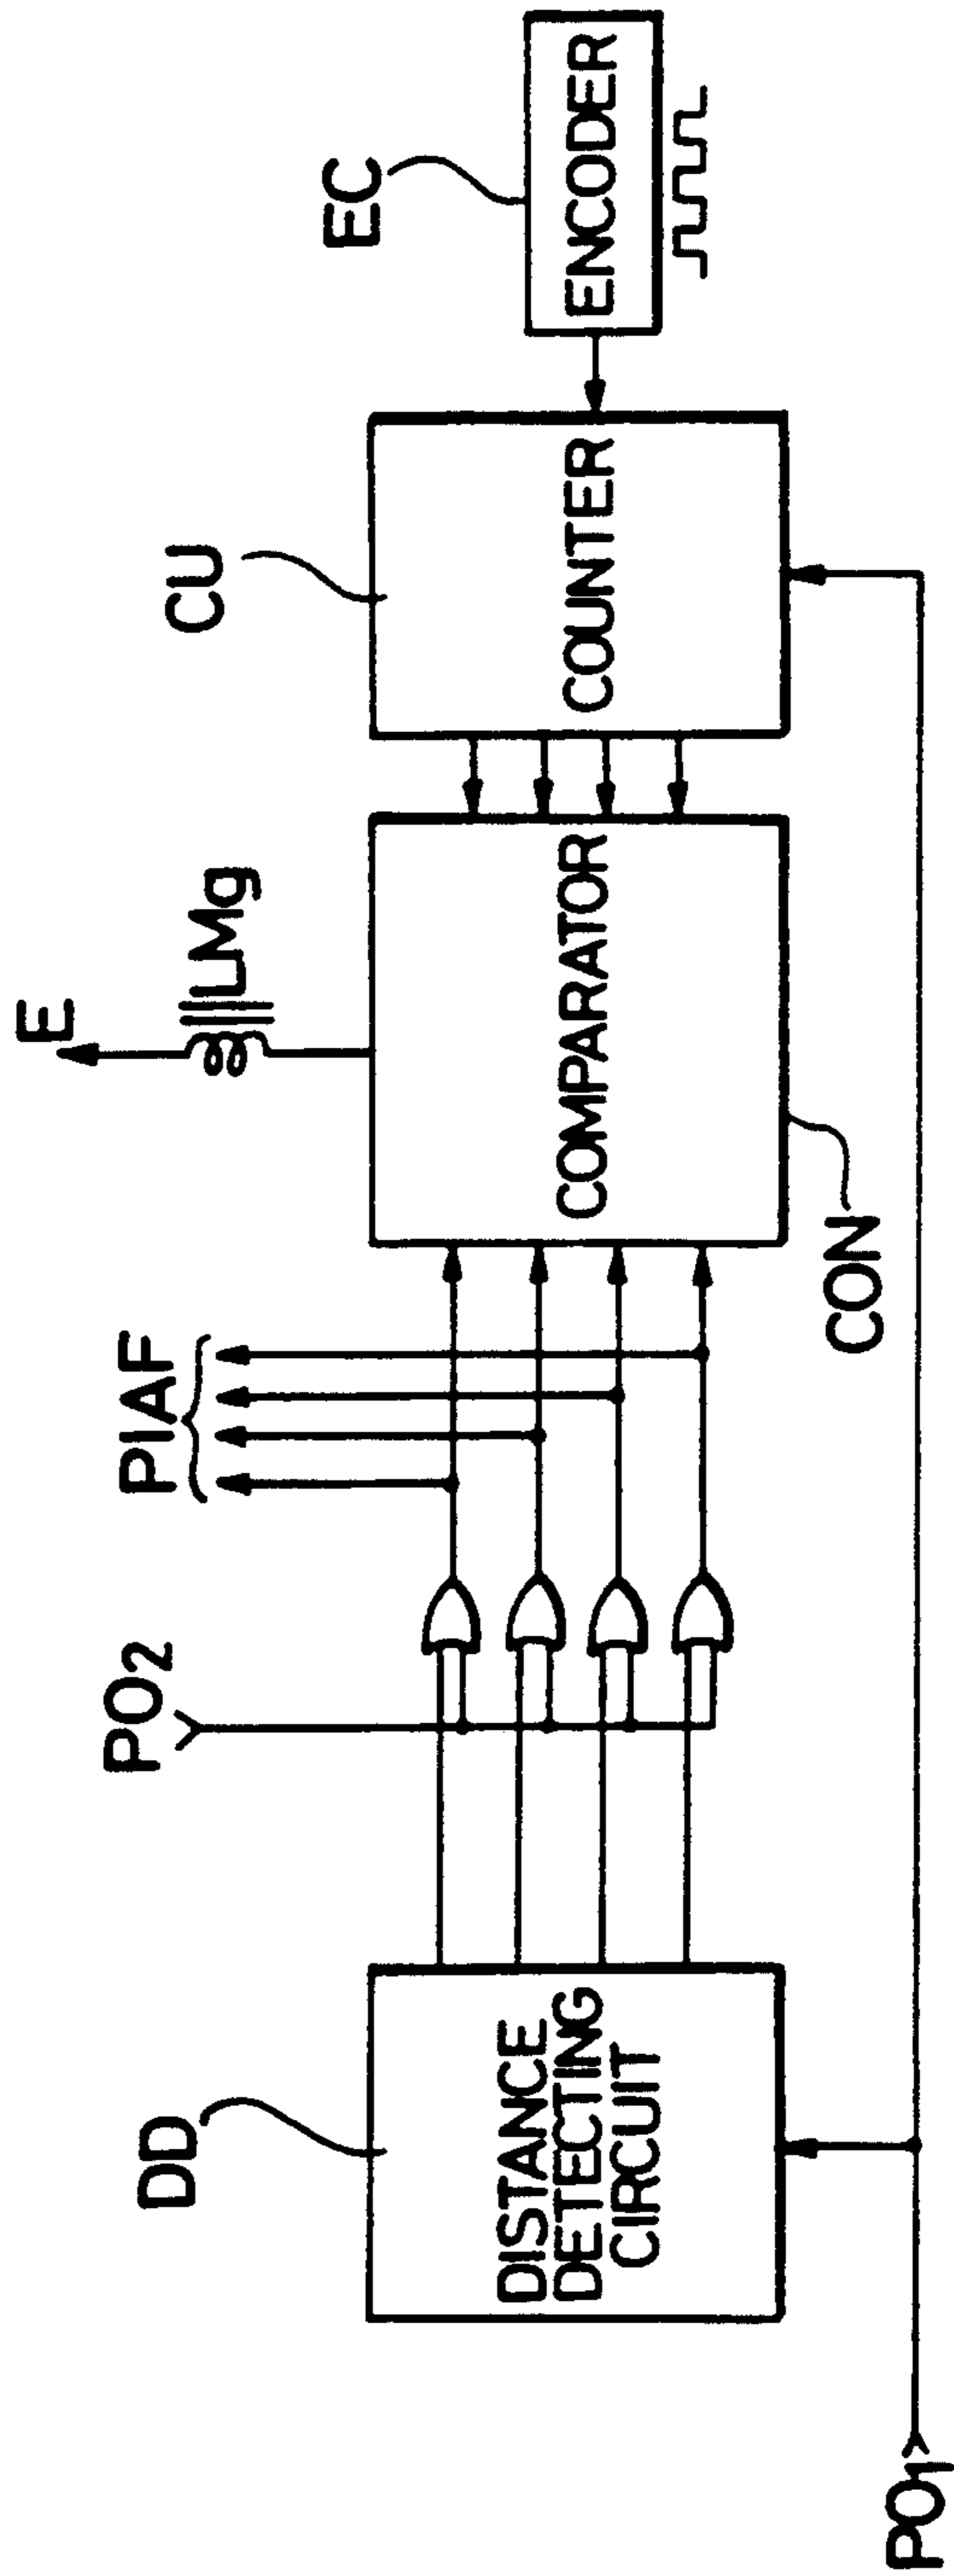 DD
DISTANCE
DETECTING
CIRCUIT
PO1
PO2
PIAF
E
LMg
COMPARATOR
CON
CU
COUNTER
EC
ENCODER